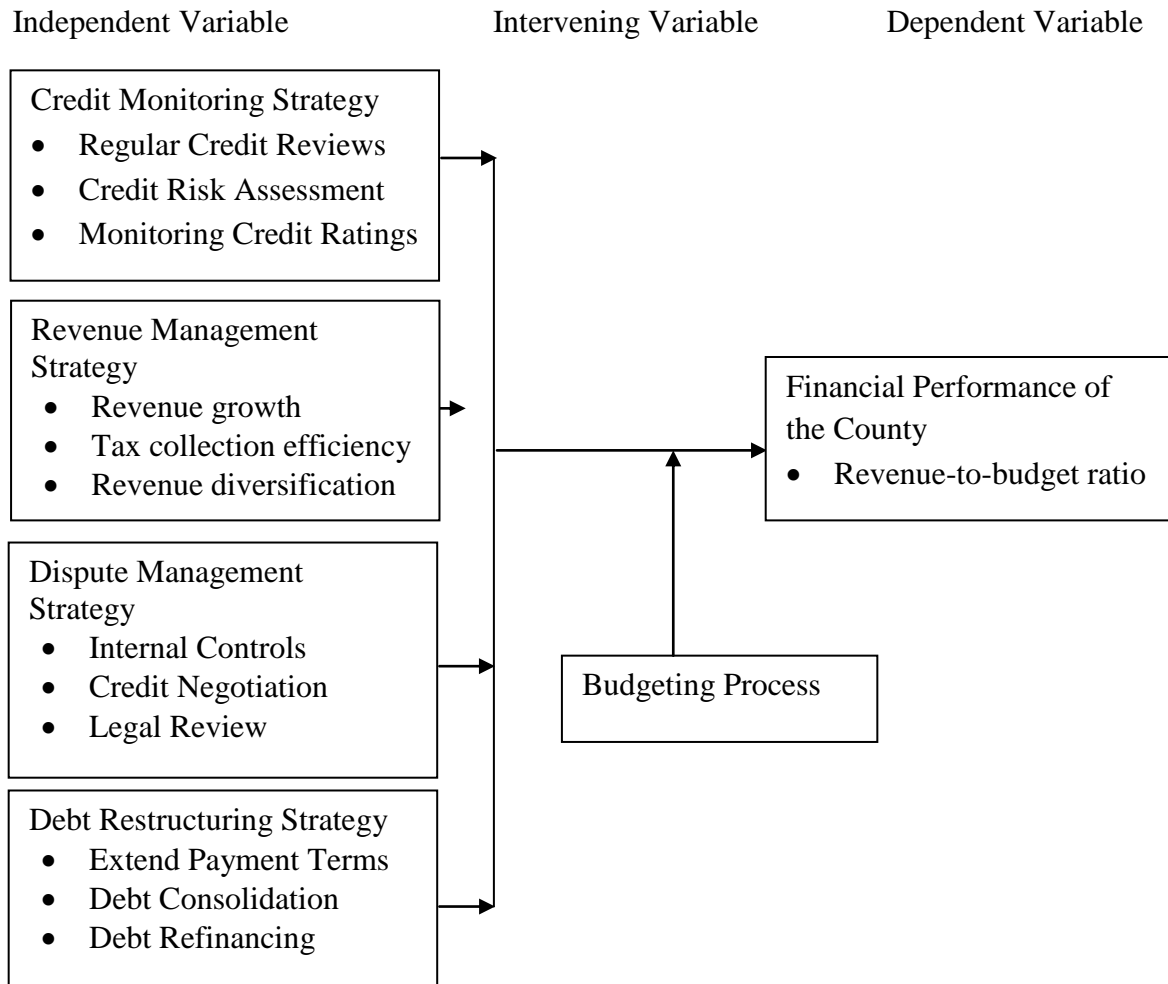 Independent Variable
Intervening Variable
Dependent Variable
Credit Monitoring Strategy
• Regular Credit Reviews
• Credit Risk Assessment
• Monitoring Credit Ratings
Revenue Management
Strategy
• Revenue growth
• Tax collection efficiency
• Revenue diversification
Dispute Management
Strategy
• Internal Controls
• Credit Negotiation
• Legal Review
Debt Restructuring Strategy
• Extend Payment Terms
• Debt Consolidation
• Debt Refinancing
Budgeting Process
Financial Performance of
the County
• Revenue-to-budget ratio